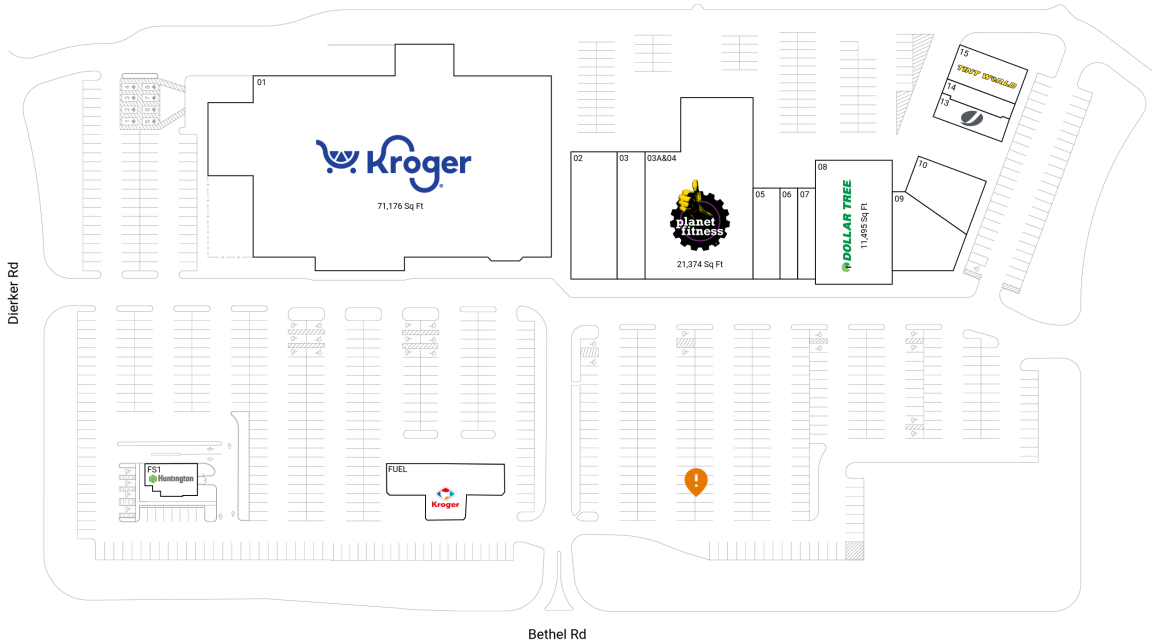 15
TINT WORLD
14
13
01
Kroger
71,176 Sq Ft
02
03
03A&04
planet
fitness
21,374 Sq Ft
05
06
07
08
DOLLAR TREE
11,495 Sq Ft
09
10
Dierker Rd
FS1
Huntington
FUEL
Kroger
!
Bethel Rd